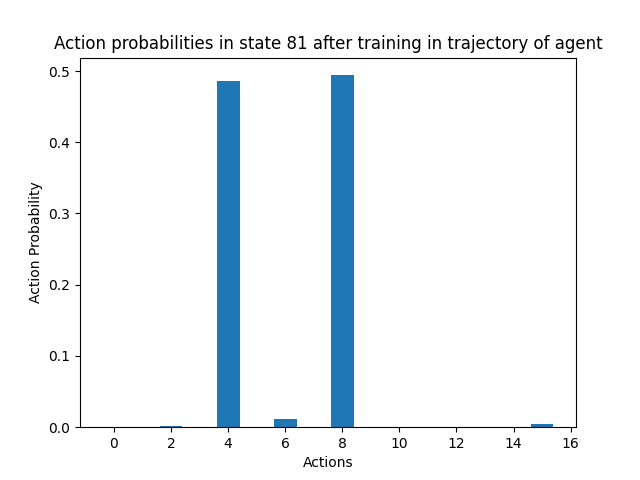 Action probabilities in state 81 after training in trajectory of agent
0.5
0.4
0.3
0.2
0.1
0.0
Action Probability
0 2 4 6 8 10 12 14 16
Actions